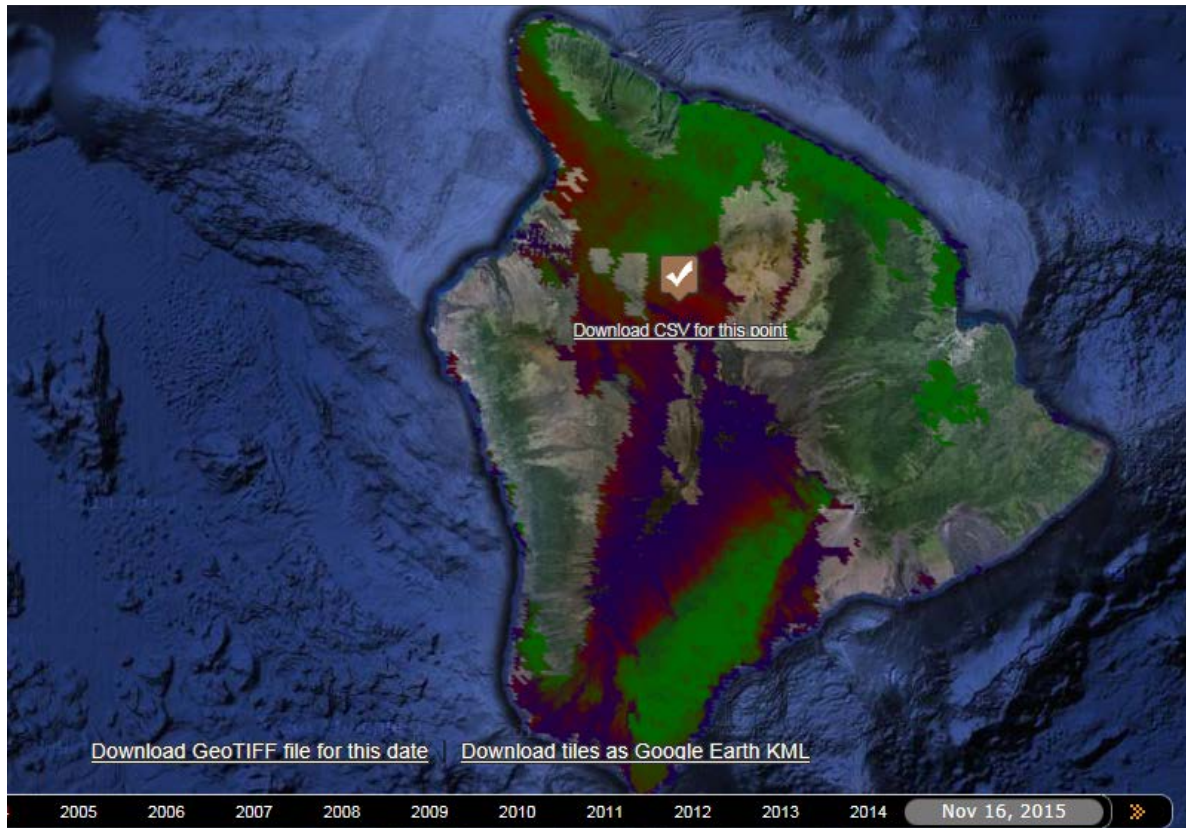 Download CSV for this point
Download GeoTIFF file for this date | Download tiles as Google Earth KML
2005 2006 2007 2008 2009 2010 2011 2012 2013 2014 Nov 16, 2015